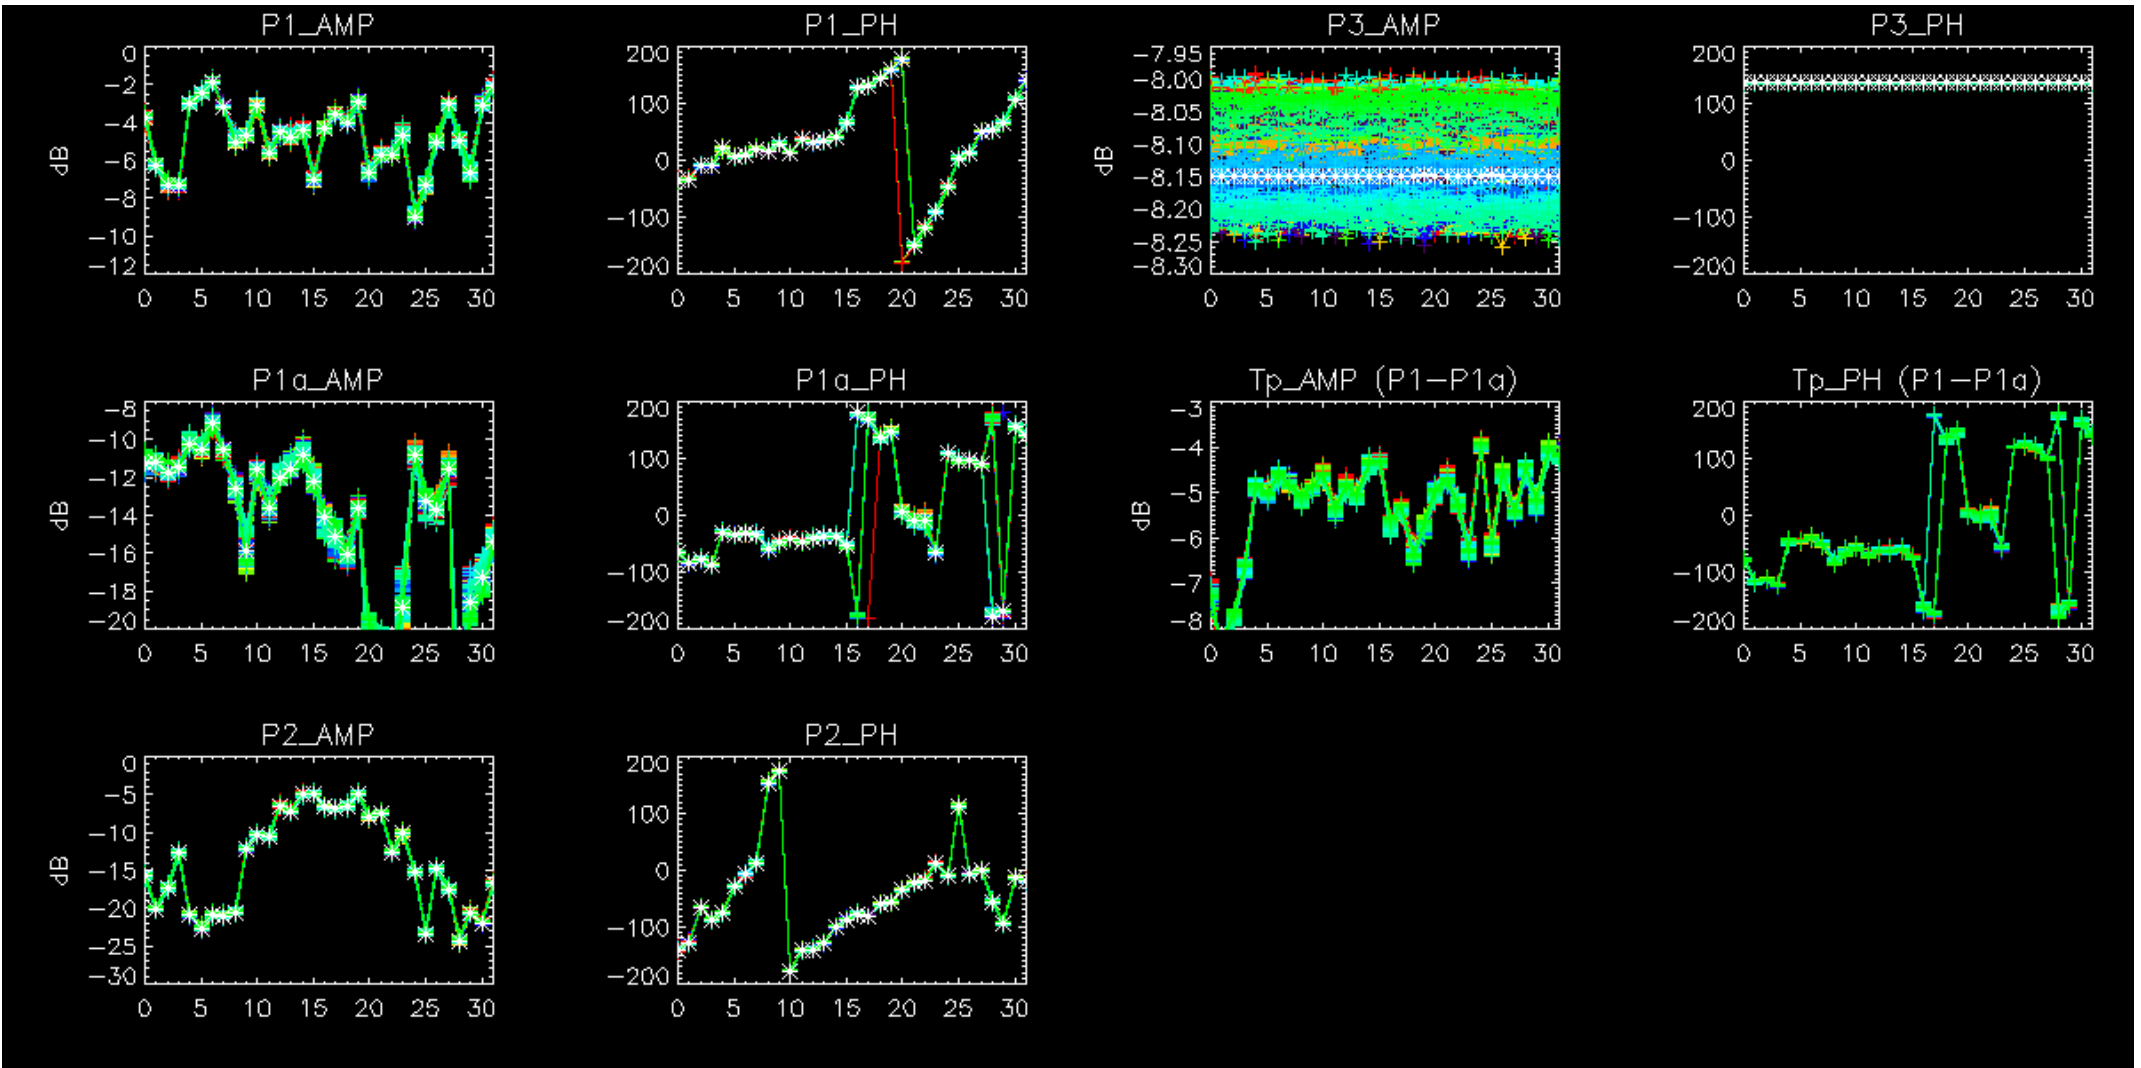 P1_AMP
0
−2
−4
−6
−8
−10
−12
dB
0 5 10 15 20 25 30
P1_PH
200
100
0
−100
−200
0 5 10 15 20 25 30
P3_AMP
−7.95
−8.00
−8.05
−8.10
−8.15
−8.20
−8.25
−8.30
dB
0 5 10 15 20 25 30
P3_PH
200
100
0
−100
−200
0 5 10 15 20 25 30
P1a_AMP
−8
−10
−12
−14
−16
−18
−20
dB
0 5 10 15 20 25 30
P1a_PH
200
100
0
−100
−200
0 5 10 15 20 25 30
Tp_AMP (P1−P1a)
−3
−4
−5
−6
−7
−8
dB
0 5 10 15 20 25 30
Tp_PH (P1−P1a)
200
100
0
−100
−200
0 5 10 15 20 25 30
P2_AMP
0
−5
−10
−15
−20
−25
−30
dB
0 5 10 15 20 25 30
P2_PH
200
100
0
−100
−200
0 5 10 15 20 25 30